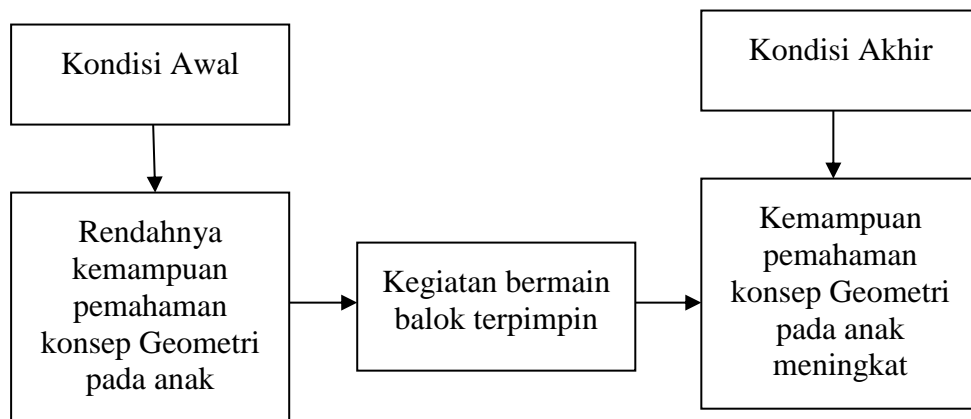 Kondisi Awal
Kondisi Akhir
Rendahnya
kemampuan
pemahaman
konsep Geometri
pada anak
Kegiatan bermain
balok terpimpin
Kemampuan
pemahaman
konsep Geometri
pada anak
meningkat